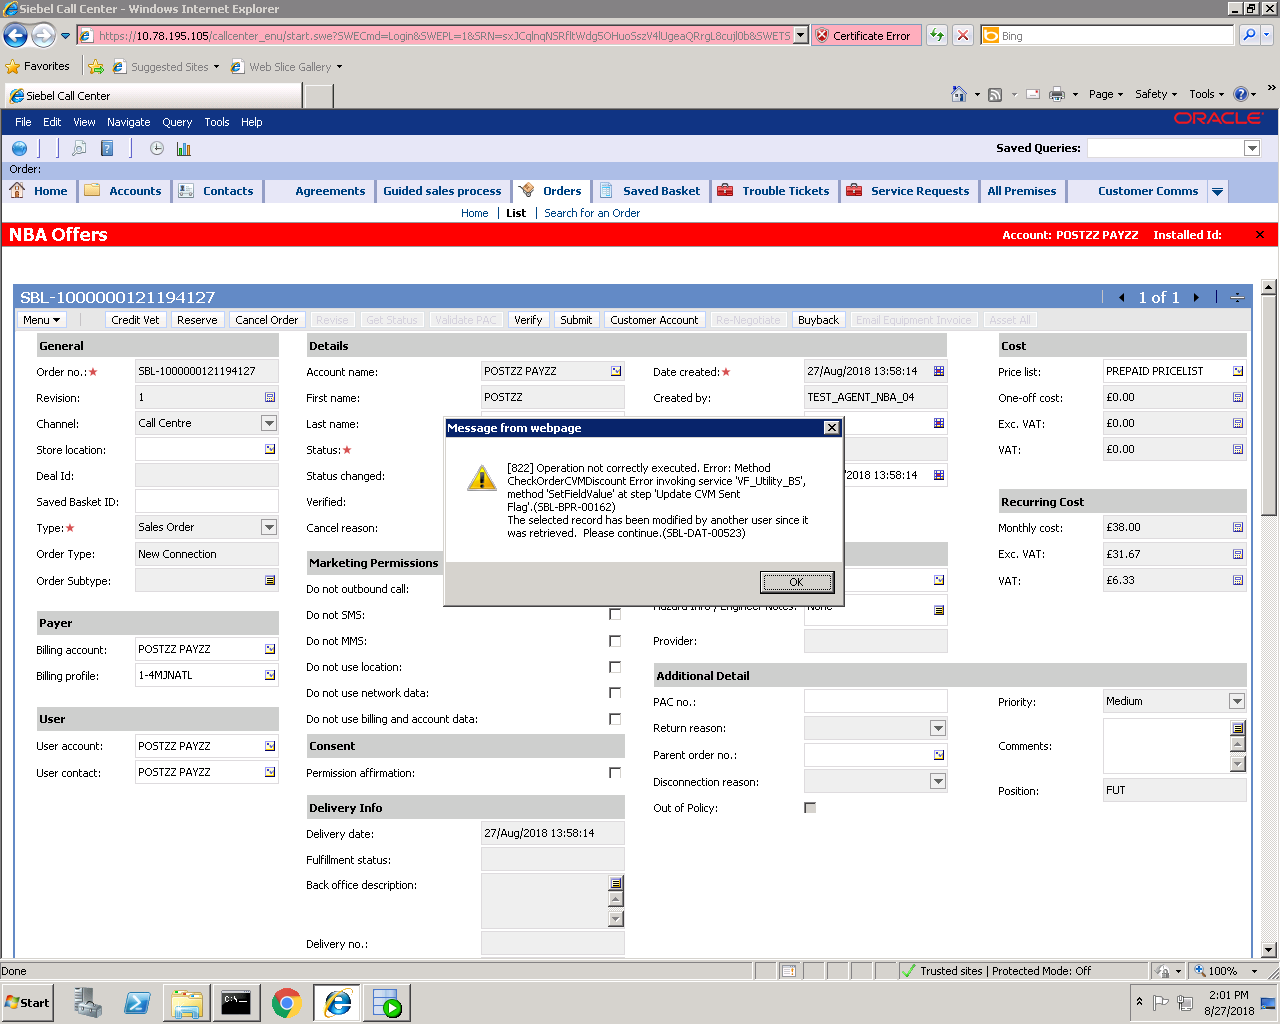 Siebel Call Center - Windows Internet Explorer
https://10.78.195.105/callcenter_enu/start.swe?SWECmd=Login&SWEPL=1&SRN=
Certificate Error
Bing
Favorites
Suggested Sites
Web Slice Gallery
Siebel Call Center
Page
Safety
Tools
File Edit View Navigate Query Tools Help
ORACLE
Saved Queries:
Order:
Home Accounts Contacts Agreements Guided sales process Orders Saved Basket Trouble Tickets Service Requests All Premises Customer Comms
Home | List | Search for an Order
NBA Offers
Account: POSTZZ PAYZZ Installed Id:
SBL-1000000121194127
1 of 1
Menu Credit Vet Reserve Cancel Order Revise Get Status Validate PAC Verify Submit Customer Account Re-Negotiate Buyback Email Equipment Invoice Asset All
General
Order no.:★ SBL-1000000121194127
Revision: 1
Channel: Call Centre
Store location:
Deal Id:
Saved Basket ID:
Type:★ Sales Order
Order Type: New Connection
Order Subtype:
Payer
Billing account: POSTZZ PAYZZ
Billing profile: 1-4MJNATL
User
User account: POSTZZ PAYZZ
User contact: POSTZZ PAYZZ
Details
Account name: POSTZZ PAYZZ
First name: POSTZZ
Last name:
Status:★
Status changed:
Verified:
Cancel reason:
Marketing Permissions
Do not outbound call:
Do not SMS:
Do not MMS:
Do not use location:
Do not use network data:
Do not use billing and account data:
Consent
Permission affirmation:
Delivery Info
Delivery date: 27/Aug/2018 13:58:14
Fulfillment status:
Back office description:
Delivery no.:
Date created:★ 27/Aug/2018 13:58:14
Created by: TEST_AGENT_NBA_04
/2018 13:58:14
Message from webpage
[822] Operation not correctly executed. Error: Method
CheckOrderCVMDiscount Error invoking service 'VF_Utility_BS',
method 'SetFieldValue' at step 'Update CVM Sent
Flag'.(SBL-BPR-00162)
The selected record has been modified by another user since it
was retrieved. Please continue.(SBL-DAT-00523)
OK
Hazard Info / Engineer Notes: None
Provider:
Additional Detail
PAC no.:
Return reason:
Parent order no.:
Disconnection reason:
Out of Policy:
Priority: Medium
Comments:
Position: FUT
Cost
Price list: PREPAID PRICELIST
One-off cost: £0.00
Exc. VAT: £0.00
VAT: £0.00
Recurring Cost
Monthly cost: £38.00
Exc. VAT: £31.67
VAT: £6.33
Done
Trusted sites | Protected Mode: Off
100%
Start
2:01 PM
8/27/2018